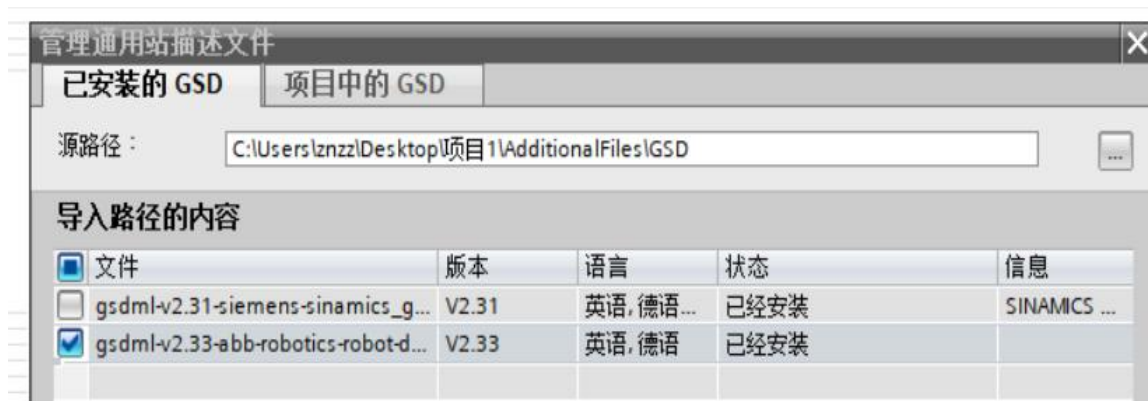 管理通用站描述文件
已安装的 GSD 项目中的 GSD
源路径： C:\Users\znzz\Desktop\项目1\AdditionalFiles\GSD ...
导入路径的内容
文件 版本 语言 状态 信息
gsdml-v2.31-siemens-sinamics_g... V2.31 英语, 德语... 已经安装 SINAMICS ...
gsdml-v2.33-abb-robotics-robot-d... V2.33 英语, 德语 已经安装